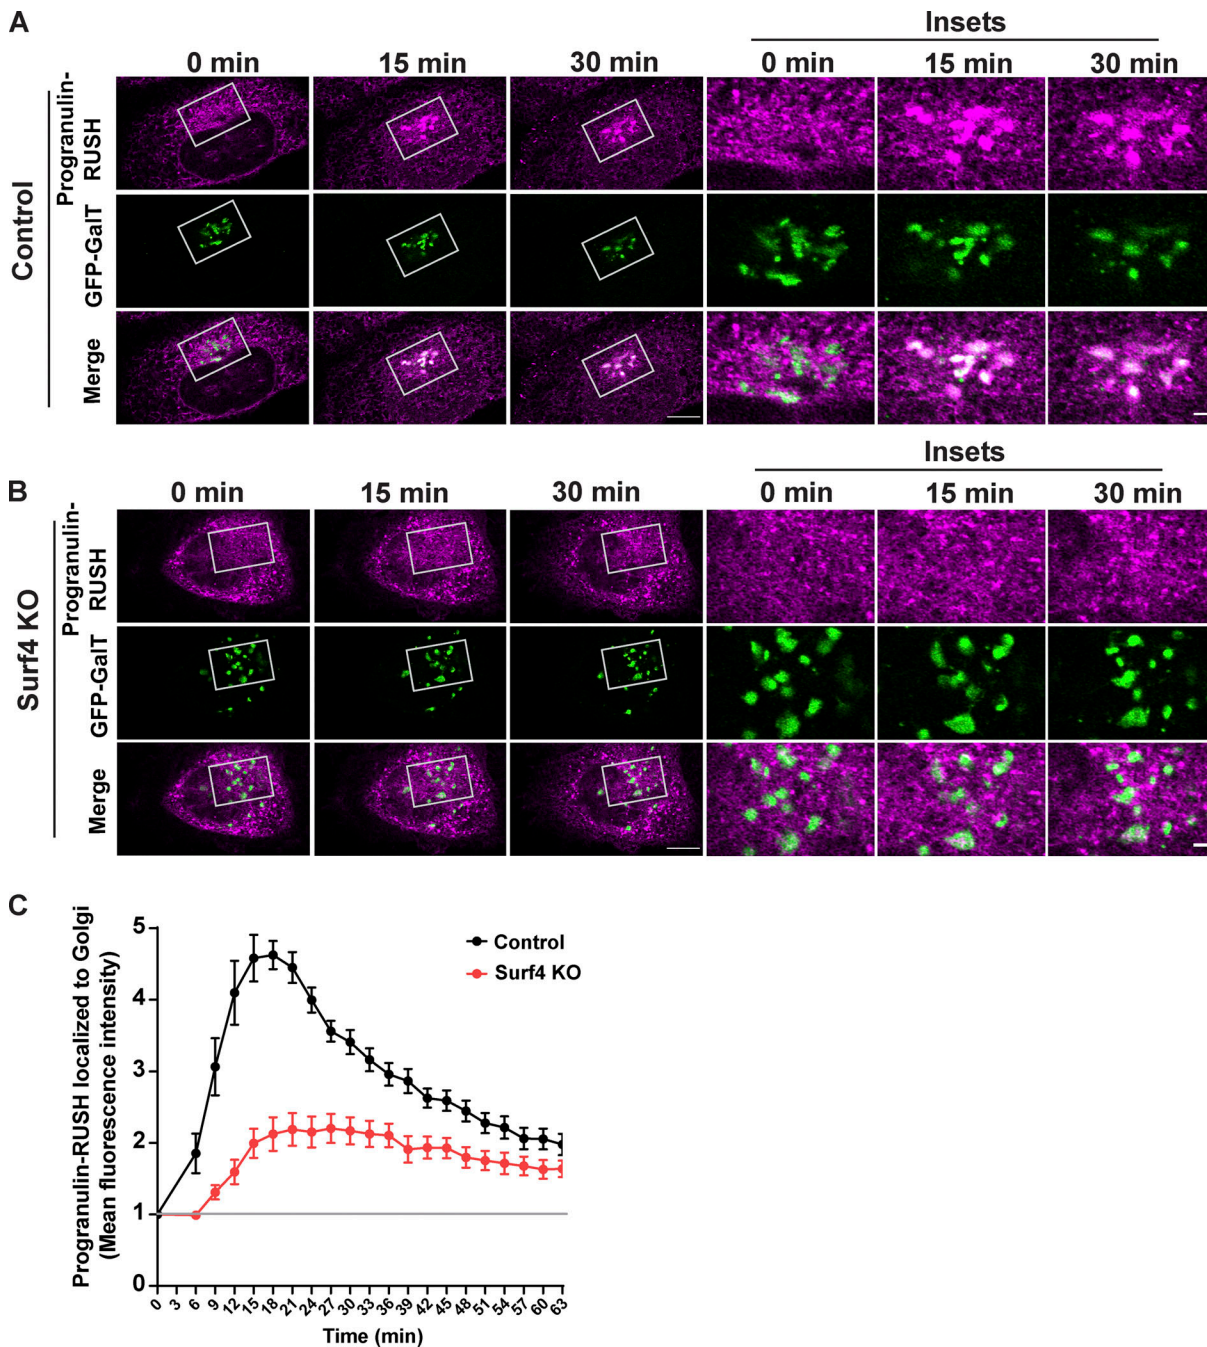 A
Insets
0 min 15 min 30 min 0 min 15 min 30 min
Control
Progranulin-
RUSH
GFP-GalT
Merge
B
Insets
0 min 15 min 30 min 0 min 15 min 30 min
Surf4 KO
Progranulin-
RUSH
GFP-GalT
Merge
C
Progranulin-RUSH localized to Golgi
(Mean fluorescence intensity)
5
4
3
2
1
0
Control
Surf4 KO
0 3 6 9 12 15 18 21 24 27 30 33 36 39 42 45 48 51 54 57 60 63
Time (min)